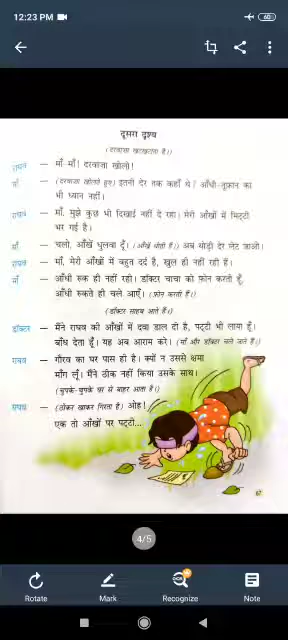 12:23 PM
60
दूसरा दृश्य
(दरवाज़ा खटखटाता है।)
राघव – माँ-माँ! दरवाज़ा खोलो!
माँ – (दरवाज़ा खोलते हुए) इतनी देर तक कहाँ थे? आँधी-तूफ़ान का
भी ध्यान नहीं।
राघव – माँ, मुझे कुछ भी दिखाई नहीं दे रहा। मेरी आँखों में मिट्टी
भर गई है।
माँ – चलो, आँखें धुलवा दूँ। (आँखें धोती है।) अब थोड़ी देर लेट जाओ।
राघव – माँ, मेरी आँखों में बहुत दर्द है, खुल ही नहीं रही हैं।
माँ – आँधी रुक ही नहीं रही। डॉक्टर चाचा को फ़ोन करती हूँ,
आँधी रुकते ही चले आएँ। (फ़ोन करती हैं।)
(डॉक्टर साहब आते हैं।)
डॉक्टर – मैंने राघव की आँखों में दवा डाल दी है, पट्टी भी लाया हूँ।
बाँध देता हूँ। यह अब आराम करे। (माँ और डॉक्टर चले जाते हैं।)
राघव – गौरव का घर पास ही है। क्यों न उससे क्षमा
माँग लूँ। मैंने ठीक नहीं किया उसके साथ।
(चुपके-चुपके घर से बाहर आता है।)
राघव – (ठोकर खाकर गिरता है।) ओह!
एक तो आँखों पर पट्टी...
67
4/5
Rotate
Mark
Recognize
Note